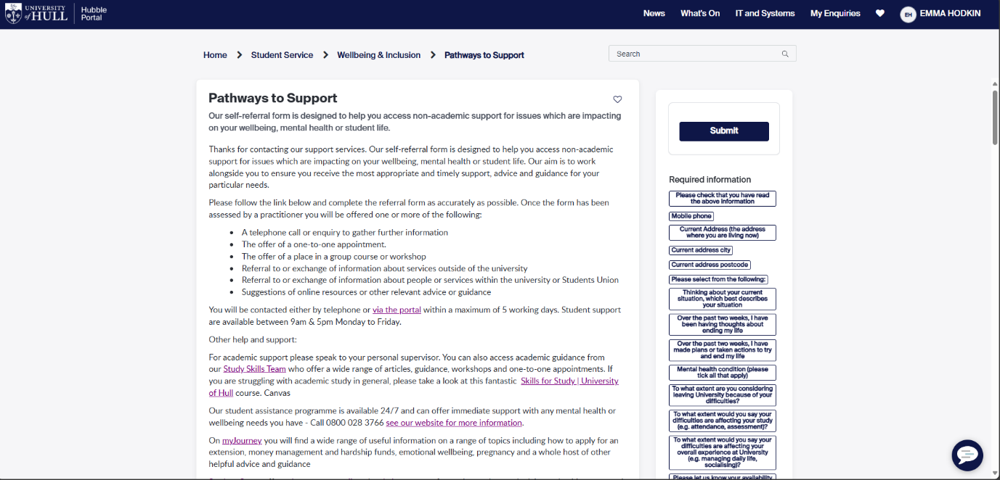 UNIVERSITY
of HULL
Hubble
Portal
News
What's On
IT and Systems
My Enquiries
EH
EMMA HODKIN
Home
Student Service
Wellbeing & Inclusion
Pathways to Support
Search
Pathways to Support
Our self-referral form is designed to help you access non-academic support for issues which are impacting
on your wellbeing, mental health or student life.
Thanks for contacting our support services. Our self-referral form is designed to help you access non-academic
support for issues which are impacting on your wellbeing, mental health or student life. Our aim is to work
alongside you to ensure you receive the most appropriate and timely support, advice and guidance for your
particular needs.
Please follow the link below and complete the referral form as accurately as possible. Once the form has been
assessed by a practitioner you will be offered one or more of the following:
• A telephone call or enquiry to gather further information
• The offer of a one-to-one appointment.
• The offer of a place in a group course or workshop
• Referral to or exchange of information about services outside of the university
• Referral to or exchange of information about people or services within the university or Students Union
• Suggestions of online resources or other relevant advice or guidance
You will be contacted either by telephone or via the portal within a maximum of 5 working days. Student support
are available between 9am & 5pm Monday to Friday.
Other help and support:
For academic support please speak to your personal supervisor. You can also access academic guidance from
our Study Skills Team who offer a wide range of articles, guidance, workshops and one-to-one appointments. If
you are struggling with academic study in general, please take a look at this fantastic Skills for Study | University
of Hull course. Canvas
Our student assistance programme is available 24/7 and can offer immediate support with any mental health or
wellbeing needs you have - Call 0800 028 3766 see our website for more information.
On myJourney you will find a wide range of useful information on a range of topics including how to apply for an
extension, money management and hardship funds, emotional wellbeing, pregnancy and a whole host of other
helpful advice and guidance
Submit
Required information
Please check that you have read
the above information
Mobile phone
Current Address (the address
where you are living now)
Current address city
Current address postcode
Please select from the following:
Thinking about your current
situation, which best describes
your situation
Over the past two weeks, I have
been having thoughts about
ending my life
Over the past two weeks, I have
made plans or taken actions to try
and end my life
Mental health condition (please
tick all that apply)
To what extent are you considering
leaving University because of your
difficulties?
To what extent would you say your
difficulties are affecting your study
(e.g. attendance, assessment)?
To what extent would you say your
difficulties are affecting your
overall experience at University
(e.g. managing daily life,
socialising)?
Please let us know your availability